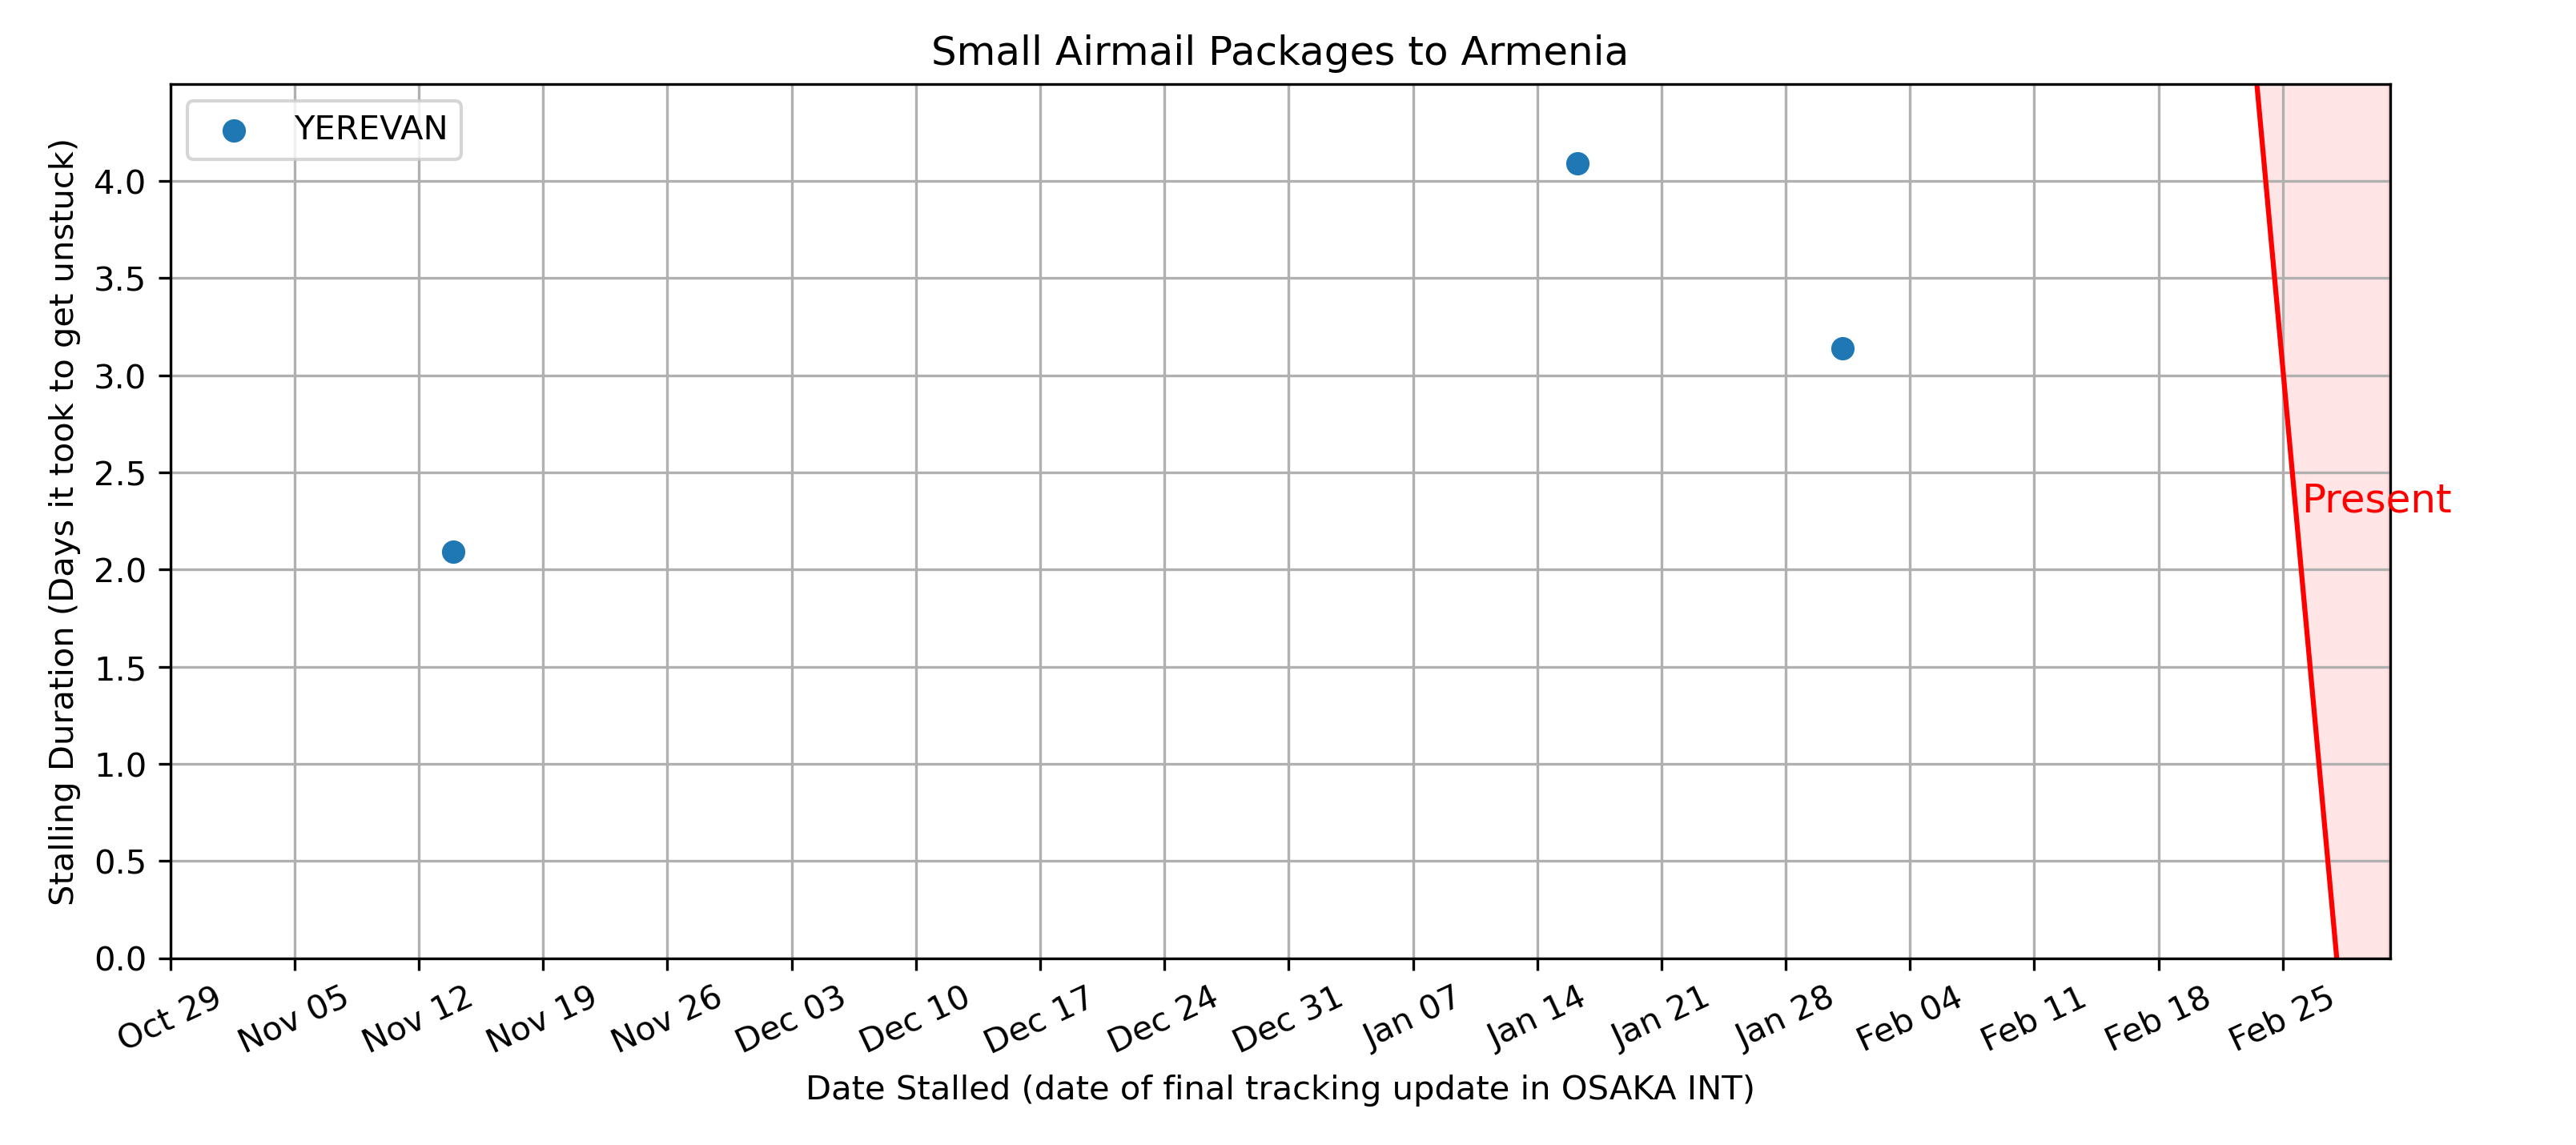 Small Airmail Packages to Armenia
YEREVAN
Stalling Duration (Days it took to get unstuck)
4.0
3.5
3.0
2.5
2.0
1.5
1.0
0.5
0.0
Present
Oct 29
Nov 05
Nov 12
Nov 19
Nov 26
Dec 03
Dec 10
Dec 17
Dec 24
Dec 31
Jan 07
Jan 14
Jan 21
Jan 28
Feb 04
Feb 11
Feb 18
Feb 25
Date Stalled (date of final tracking update in OSAKA INT)